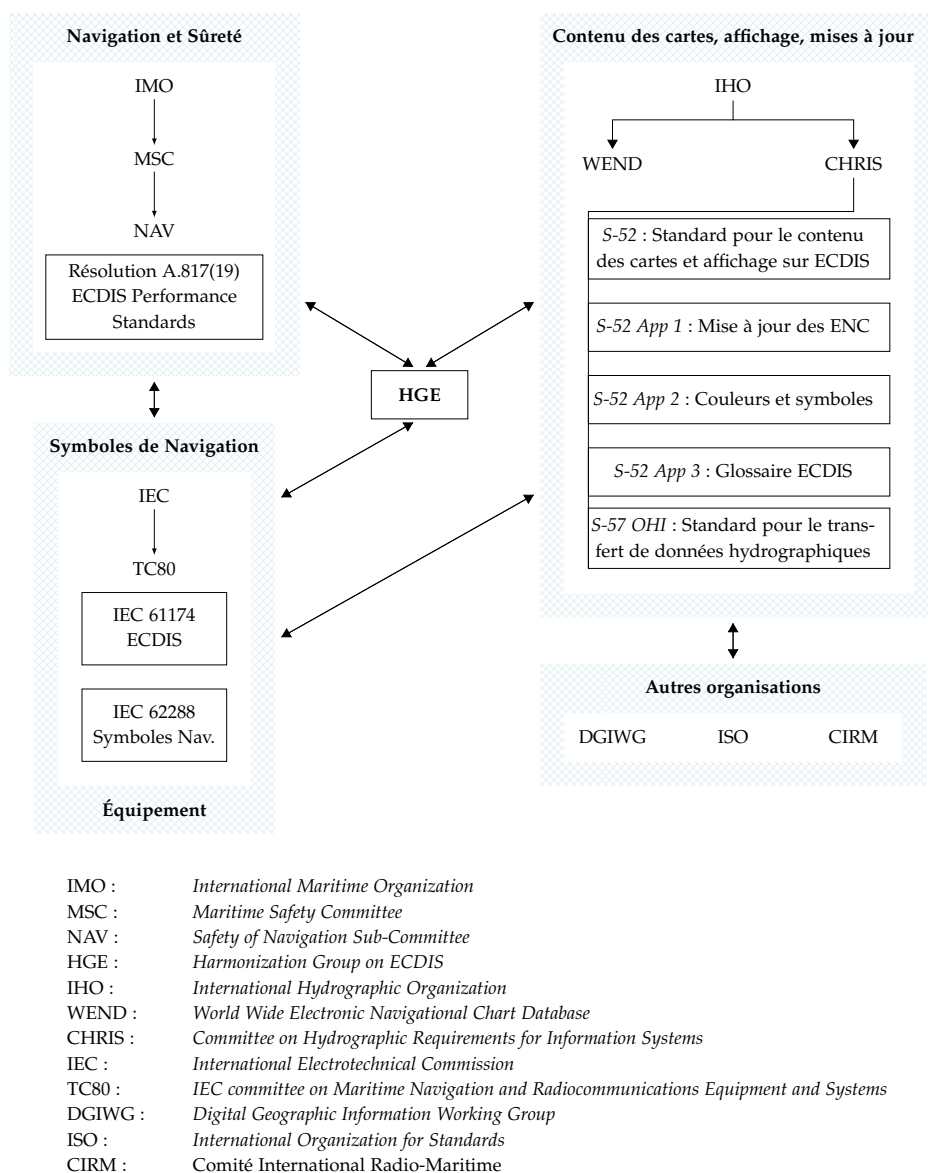 Navigation et Sûreté
IMO
MSC
NAV
Résolution A.817(19)
ECDIS Performance
Standards
Contenu des cartes, affichage, mises à jour
IHO
WEND
CHRIS
S-52 : Standard pour le contenu
des cartes et affichage sur ECDIS
S-52 App 1 : Mise à jour des ENC
S-52 App 2 : Couleurs et symboles
S-52 App 3 : Glossaire ECDIS
S-57 OHI : Standard pour le trans-
fert de données hydrographiques
HGE
Symboles de Navigation
IEC
TC80
IEC 61174
ECDIS
IEC 62288
Symboles Nav.
Équipement
Autres organisations
DGIWG ISO CIRM
IMO : International Maritime Organization
MSC : Maritime Safety Committee
NAV : Safety of Navigation Sub-Committee
HGE : Harmonization Group on ECDIS
IHO : International Hydrographic Organization
WEND : World Wide Electronic Navigational Chart Database
CHRIS : Committee on Hydrographic Requirements for Information Systems
IEC : International Electrotechnical Commission
TC80 : IEC committee on Maritime Navigation and Radiocommunications Equipment and Systems
DGIWG : Digital Geographic Information Working Group
ISO : International Organization for Standards
CIRM : Comité International Radio-Maritime